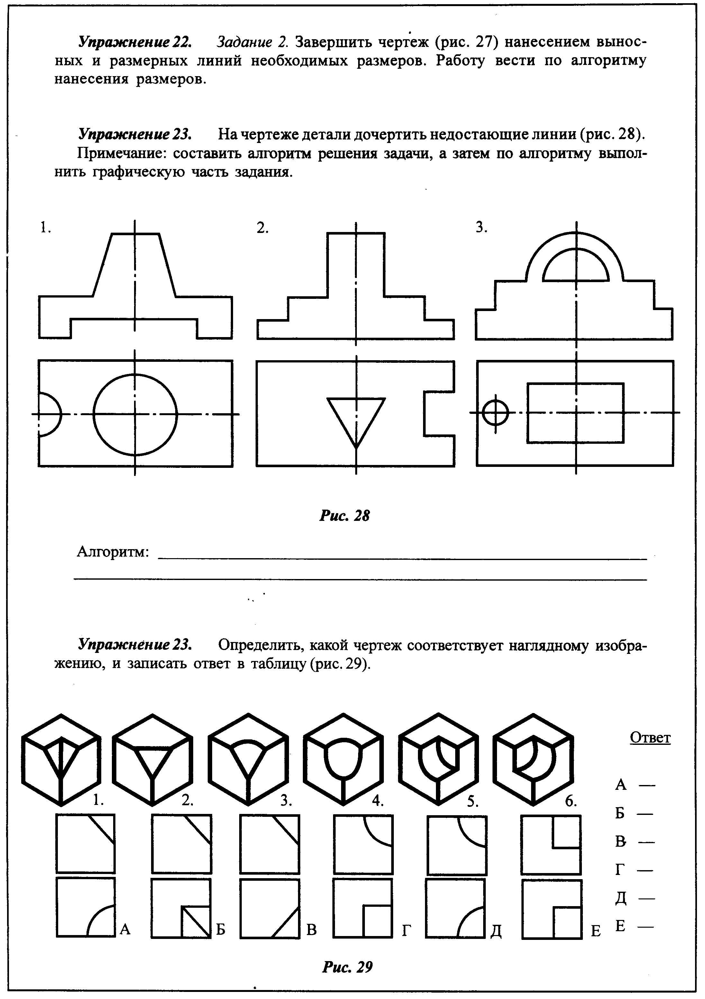 Упражнение 22. Задание 2. Завершить чертеж (рис. 27) нанесением вынос-
ных и размерных линий необходимых размеров. Работу вести по алгоритму
нанесения размеров.
Упражнение 23. На чертеже детали дочертить недостающие линии (рис. 28).
Примечание: составить алгоритм решения задачи, а затем по алгоритму выпол-
нить графическую часть задания.
1. 2. 3.
Рис. 28
Алгоритм:
Упражнение 23. Определить, какой чертеж соответствует наглядному изобра-
жению, и записать ответ в таблицу (рис. 29).
1. 2. 3. 4. 5. 6.
А Б В Г Д Е
Рис. 29
Ответ
А —
Б —
В —
Г —
Д —
Е —